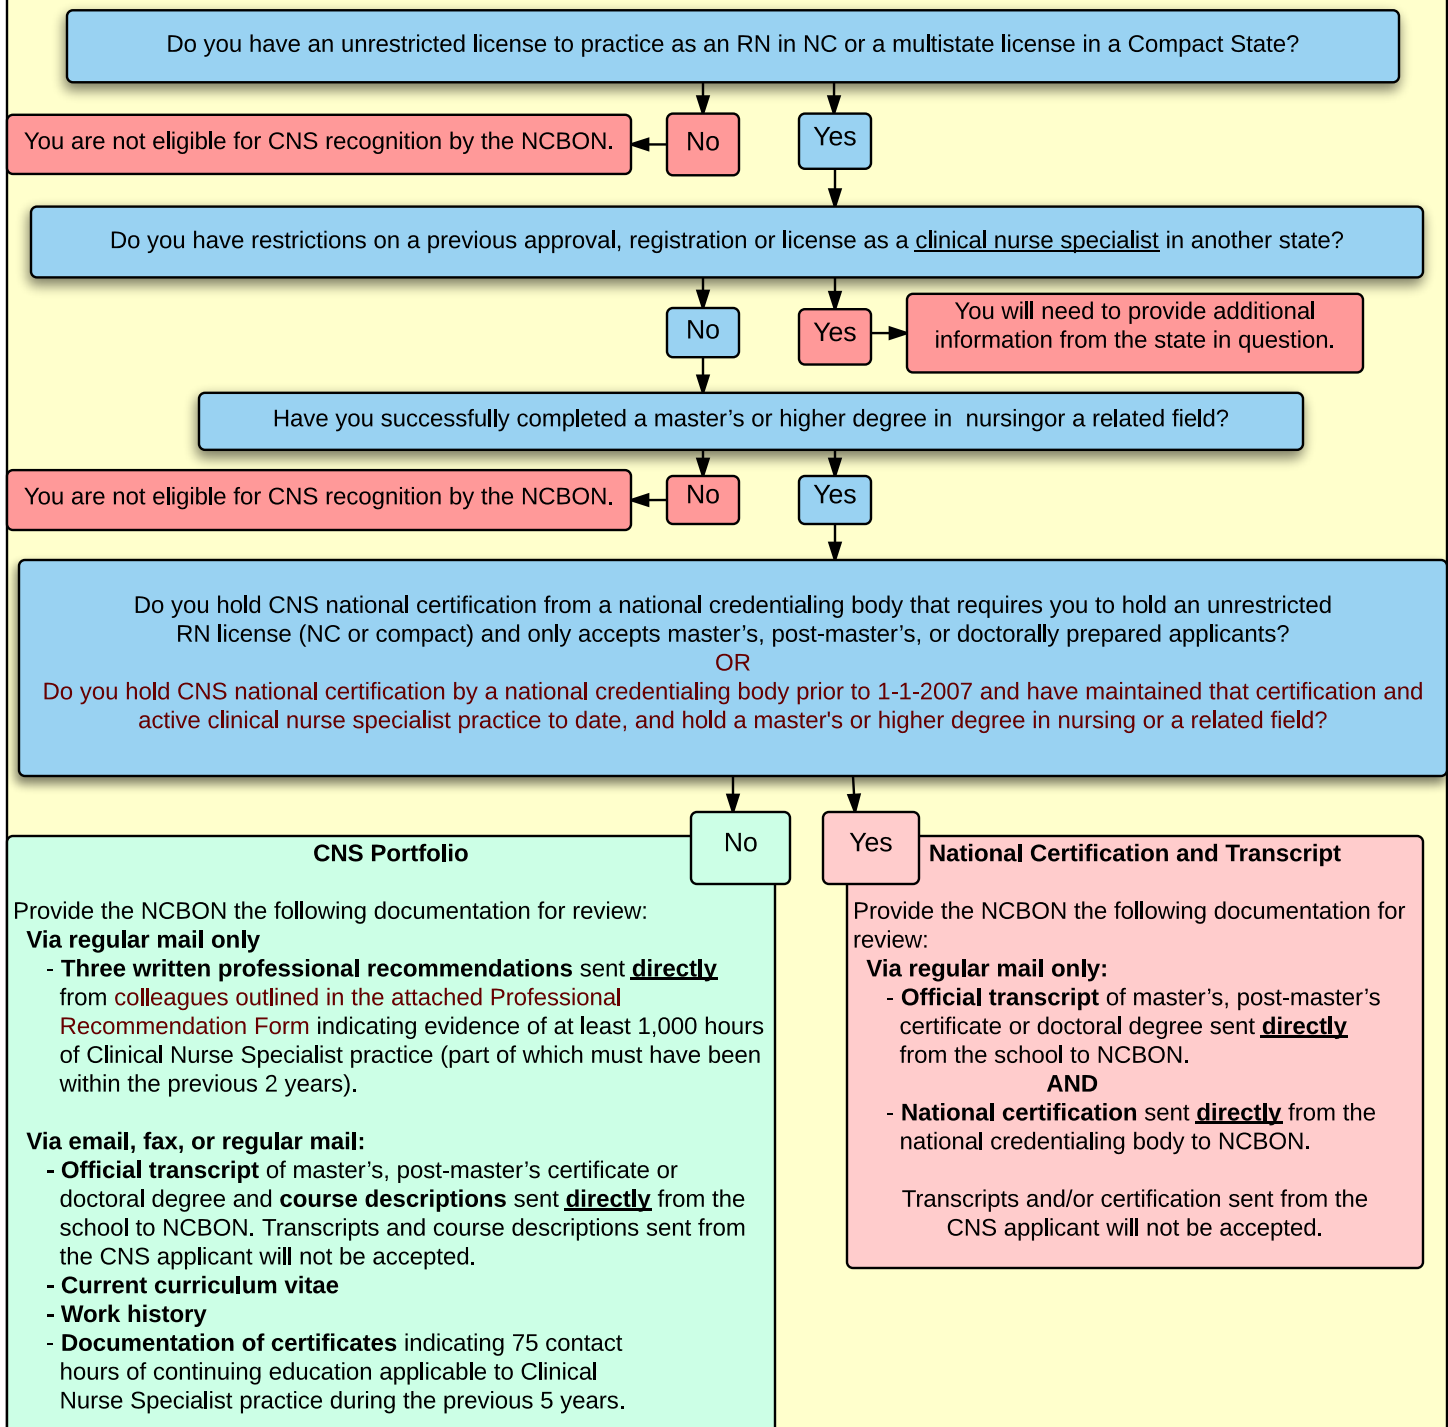 Do you have an unrestricted license to practice as an RN in NC or a multistate license in a Compact State?
You are not eligible for CNS recognition by the NCBON.
No
Yes
Do you have restrictions on a previous approval, registration or license as a clinical nurse specialist in another state?
No
Yes
You will need to provide additional
information from the state in question.
Have you successfully completed a master's or higher degree in  nursingor a related field?
You are not eligible for CNS recognition by the NCBON.
No
Yes
Do you hold CNS national certification from a national credentialing body that requires you to hold an unrestricted
RN license (NC or compact) and only accepts master's, post-master's, or doctorally prepared applicants?
OR
Do you hold CNS national certification by a national credentialing body prior to 1-1-2007 and have maintained that certification and
active clinical nurse specialist practice to date, and hold a master's or higher degree in nursing or a related field?
No
Yes
CNS Portfolio
Provide the NCBON the following documentation for review:
Via regular mail only
- Three written professional recommendations sent directly
from colleagues outlined in the attached Professional
Recommendation Form indicating evidence of at least 1,000 hours
of Clinical Nurse Specialist practice (part of which must have been
within the previous 2 years).
Via email, fax, or regular mail:
- Official transcript of master's, post-master's certificate or
doctoral degree and course descriptions sent directly from the
school to NCBON. Transcripts and course descriptions sent from
the CNS applicant will not be accepted.
- Current curriculum vitae
- Work history
- Documentation of certificates indicating 75 contact
hours of continuing education applicable to Clinical
Nurse Specialist practice during the previous 5 years.
National Certification and Transcript
Provide the NCBON the following documentation for
review:
Via regular mail only:
- Official transcript of master's, post-master's
certificate or doctoral degree sent directly
from the school to NCBON.
AND
- National certification sent directly from the
national credentialing body to NCBON.
Transcripts and/or certification sent from the
CNS applicant will not be accepted.